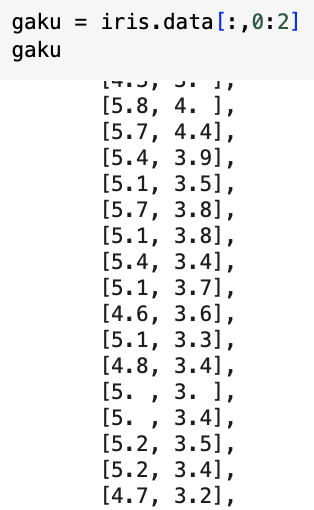 gaku = iris.data[:,0:2]
gaku
[5.8, 4. ],
[5.7, 4.4],
[5.4, 3.9],
[5.1, 3.5],
[5.7, 3.8],
[5.1, 3.8],
[5.4, 3.4],
[5.1, 3.7],
[4.6, 3.6],
[5.1, 3.3],
[4.8, 3.4],
[5. , 3. ],
[5. , 3.4],
[5.2, 3.5],
[5.2, 3.4],
[4.7, 3.2],